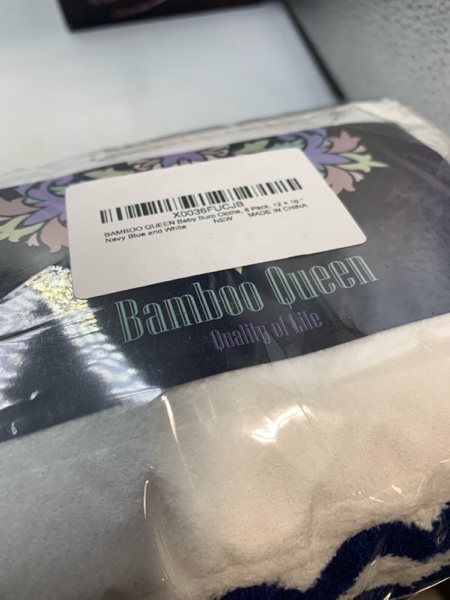 X0036FUCJB
BAMBOO QUEEN Baby Burp Cloths, 8 Pack, 12 x 16"
Navy Blue and White NEW MADE IN CHINA
Bamboo Queen
Quality of Life